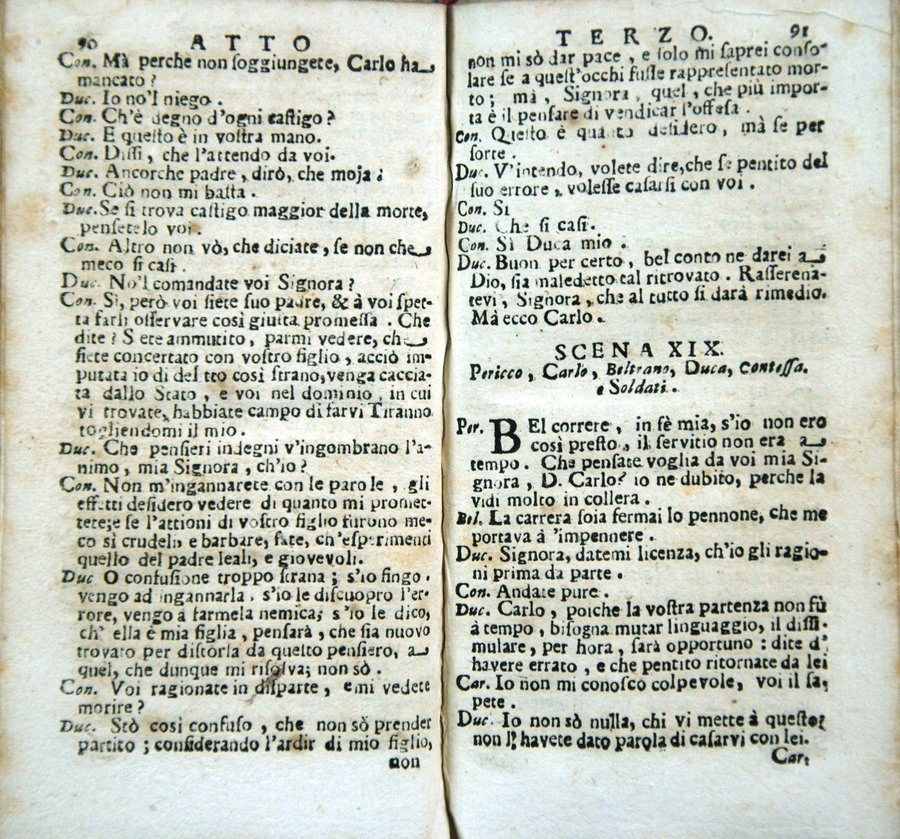 90 ATTO
Con. Mà perche non ſoggiungete, Carlo ha
mancato?
Duc. Io no'l niego.
Con. Ch'è degno d'ogni caſtigo?
Duc. E queſto è in voſtra mano.
Con. Diſſi, che l'attendo da voi.
Duc. Ancorche padre, dirò, che moja.
Con. Ciò non mi baſta.
Duc. Se ſi trova caſtigo maggior della morte,
penſetelo voi.
Con. Altro non vò, che diciate, ſe non che
meco ſi caſi.
Duc. No'l comandate voi Signora?
Con. Sì, però voi ſiete ſuo padre, & à voi ſpet-
ta farli oſſervare così giuſta promeſſa. Che
dite? Siete ammutito, parmi vedere, che
ſiete concertato con voſtro figlio, acciò im-
putata io di delitto così ſtrano, venga caccia-
ta dallo Stato, e voi nel dominio, in cui
vi trovate, habbiate campo di farvi Tiranno
togliendomi il mio.
Duc. Che penſieri indegni v'ingombrano l'a-
nimo, mia Signora, ch'io?
Con. Non m'ingannarete con le parole, gli
effetti deſidero vedere di quanto mi promet-
tete; e ſe l'attioni di voſtro figlio furono me-
co sì crudeli, e barbare, fate, ch'eſperimenti
quello del padre leali, e giovevoli.
Duc O confuſione troppo ſtrana; s'io fingo,
vengo ad ingannarla, s'io le diſcuopro l'er-
rore, vengo a farmela nemica; s'io le dico,
ch' ella è mia figlia, penſarà, che ſia nuovo
trovato per diſtorla da queſto penſiero, a
quel, che dunque mi riſolva; non sò.
Con. Voi ragionate in diſparte, e mi vedete
morire?
Duc. Stò così confuſo, che non sò prender
partito; conſiderando l'ardir di mio figlio,
non
TERZO. 91
non mi sò dar pace, e ſolo mi ſaprei conſo-
lare ſe a queſt'occhi fuſſe rappreſentato mor-
to; mà, Signora, quel, che più impor-
ta è il penſare di vendicar l'offeſa.
Con. Queſto è quanto deſidero, mà ſe per
ſorte.
Duc. V'intendo, volete dire, che ſe pentito del
ſuo errore, voleſſe caſarſi con voi.
Con. Sì
Duc. Che ſi caſi.
Con. Sì Duca mio.
Duc. Buon per certo, bel conto ne darei a
Dio, ſia maledetto tal ritrovato. Raſſerena-
tevi, Signora, che al tutto ſi darà rimedio.
Mà ecco Carlo.
SCENA XIX.
Pericco, Carlo, Beltrano, Duca, Conteſſa.
e Soldati.
Per. BEl correre, in fè mia, s'io non ero
così preſto, il ſervitio non era a
tempo. Che penſate voglia da voi mia Si-
gnora, D. Carlo? io ne dubito, perche la
vidi molto in collera.
Bel. La carrera ſoia fermai lo pennone, che me
portava à 'impennere.
Duc. Signora, datemi licenza, ch'io gli ragio-
ni prima da parte.
Con. Andate pure.
Duc. Carlo, poiche la voſtra partenza non fù
à tempo, biſogna mutar linguaggio, il diſſi-
mulare, per hora, ſarà opportuno: dite d'
havere errato, e che pentito ritornate da lei
Car. Io non mi conoſco colpevole, voi il ſa-
pete.
Duc. Io non sò nulla, chi vi mette à queſto?
non l' havete dato parola di caſarvi con lei.
Car.